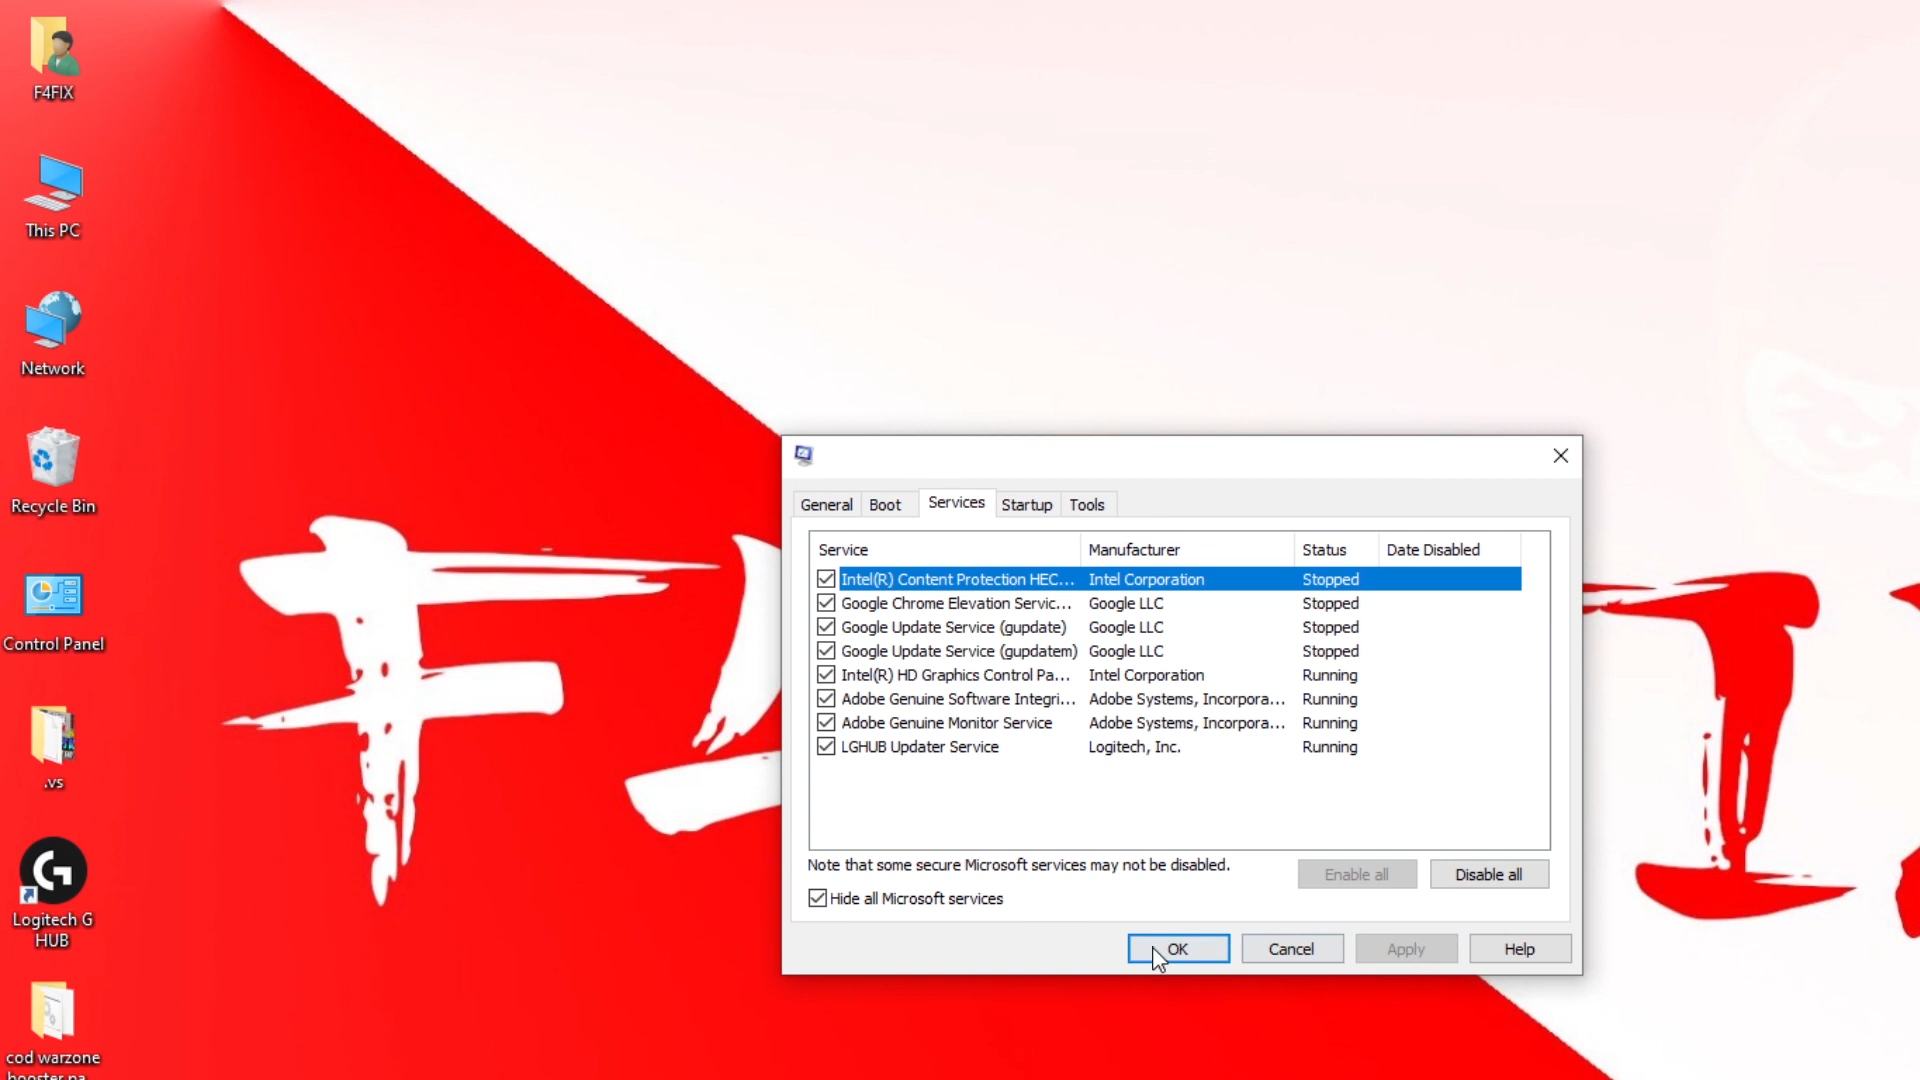 F4FIX
This PC
Network
Recycle Bin
Control Panel
.vs
Logitech G
HUB
cod warzone
General Boot Services Startup Tools
Service Manufacturer Status Date Disabled
Intel(R) Content Protection HEC... Intel Corporation Stopped
Google Chrome Elevation Servic... Google LLC Stopped
Google Update Service (gupdate) Google LLC Stopped
Google Update Service (gupdatem) Google LLC Stopped
Intel(R) HD Graphics Control Pa... Intel Corporation Running
Adobe Genuine Software Integri... Adobe Systems, Incorpora... Running
Adobe Genuine Monitor Service Adobe Systems, Incorpora... Running
LGHUB Updater Service Logitech, Inc. Running
Note that some secure Microsoft services may not be disabled.
Enable all Disable all
Hide all Microsoft services
OK Cancel Apply Help